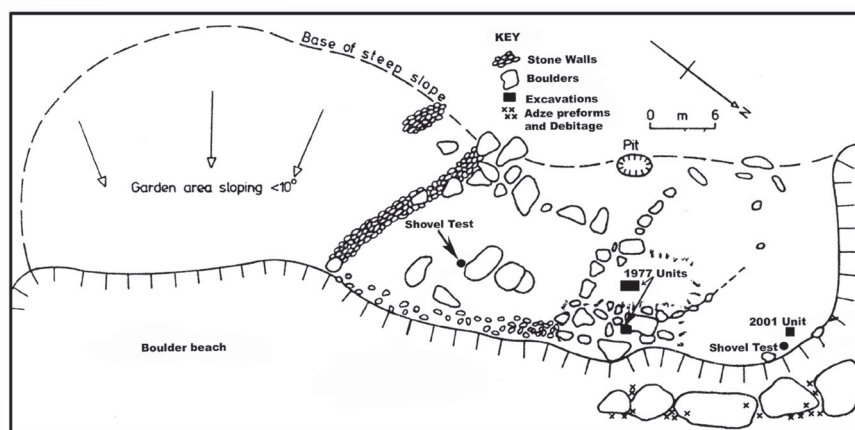 Base of steep slope
KEY
Stone Walls
Boulders
Excavations
Adze preforms
and Debitage
N
0 m 6
Pit
Garden area sloping <10°
Shovel Test
1977 Units
2001 Unit
Shovel Test
Boulder beach